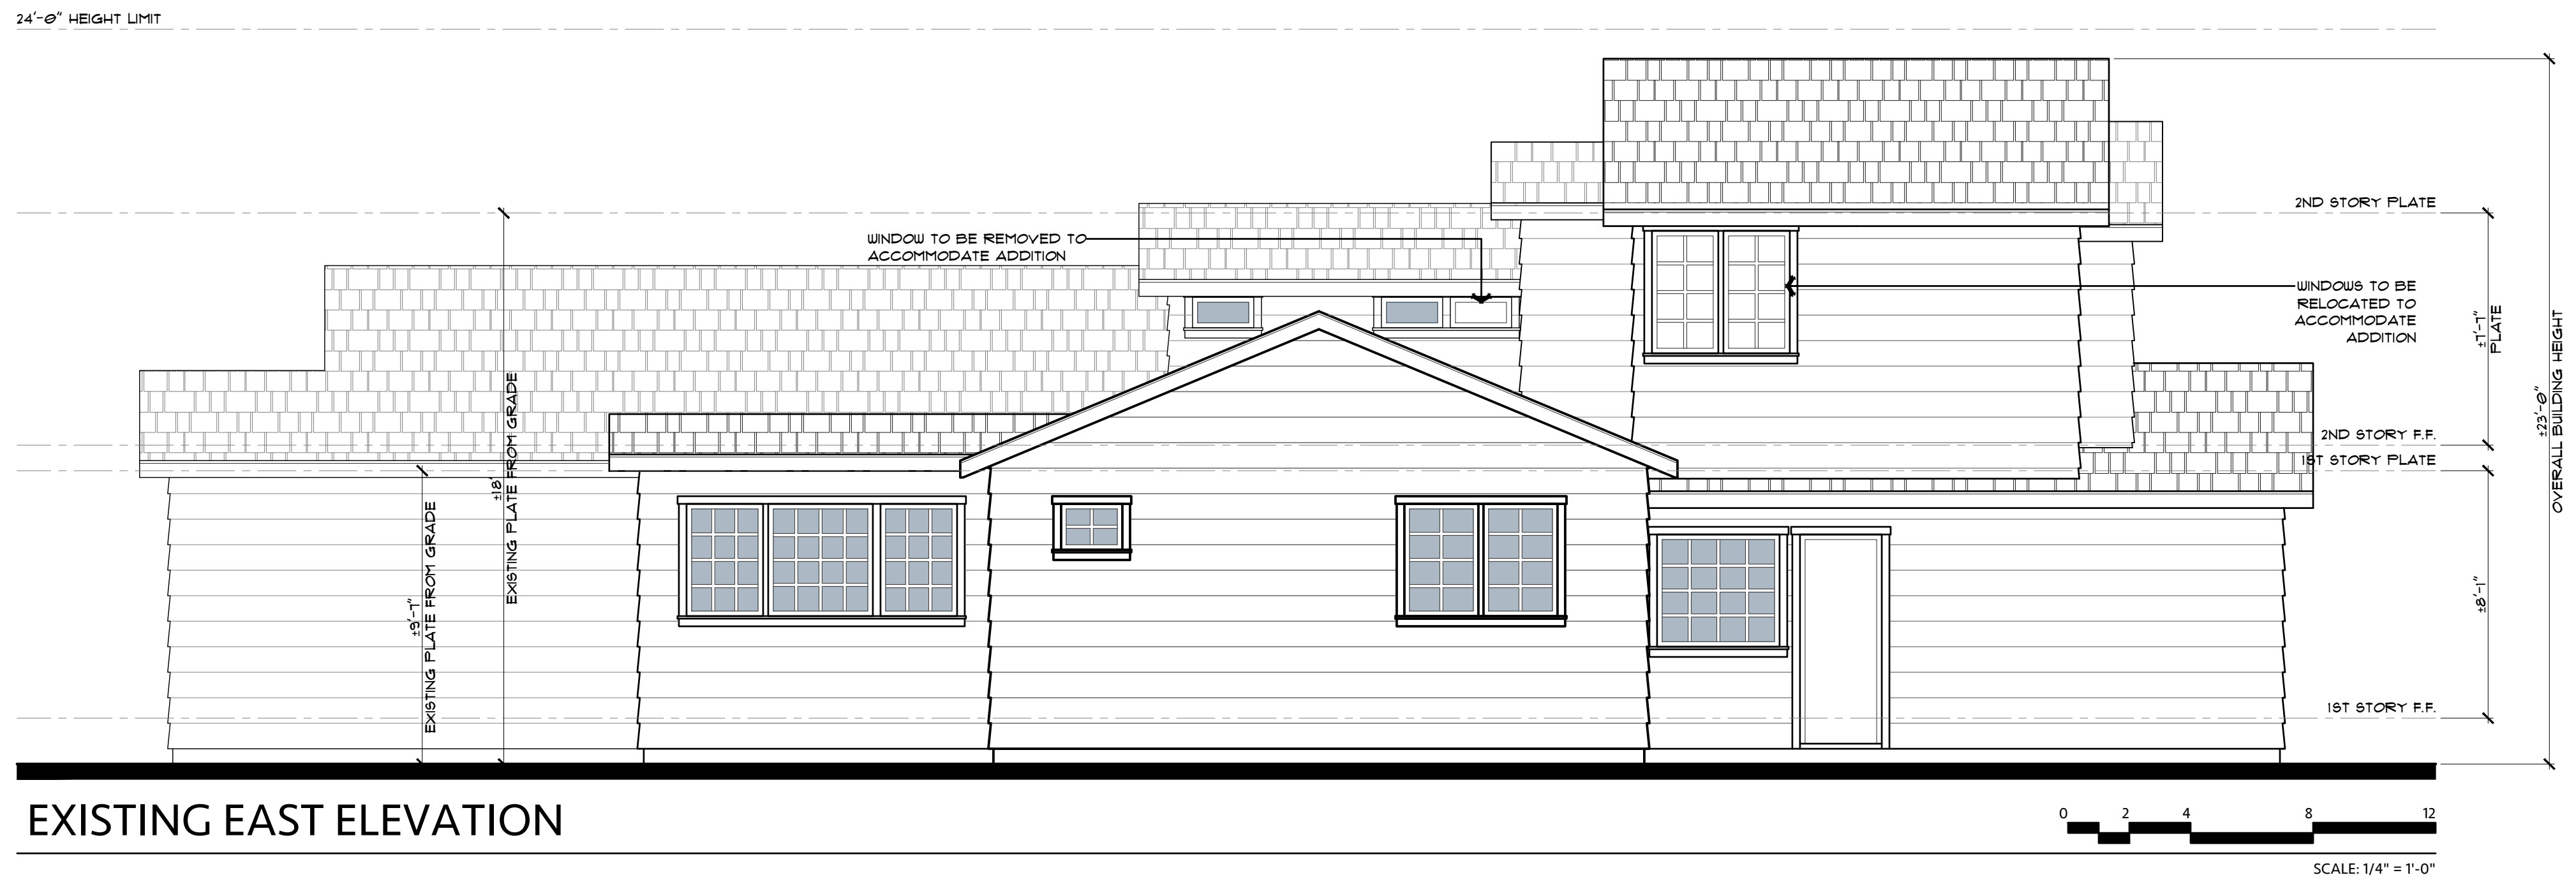 24'-0" HEIGHT LIMIT
2ND STORY PLATE
WINDOW TO BE REMOVED TO
ACCOMMODATE ADDITION
WINDOWS TO BE
RELOCATED TO
ACCOMMODATE
ADDITION
±7'-7"
PLATE
±23'-0"
OVERALL BUILDING HEIGHT
2ND STORY F.F.
1ST STORY PLATE
±18'
EXISTING PLATE FROM GRADE
±9'-7"
EXISTING PLATE FROM GRADE
±8'-1"
1ST STORY F.F.
EXISTING EAST ELEVATION
0 2 4 8 12
SCALE: 1/4" = 1'-0"